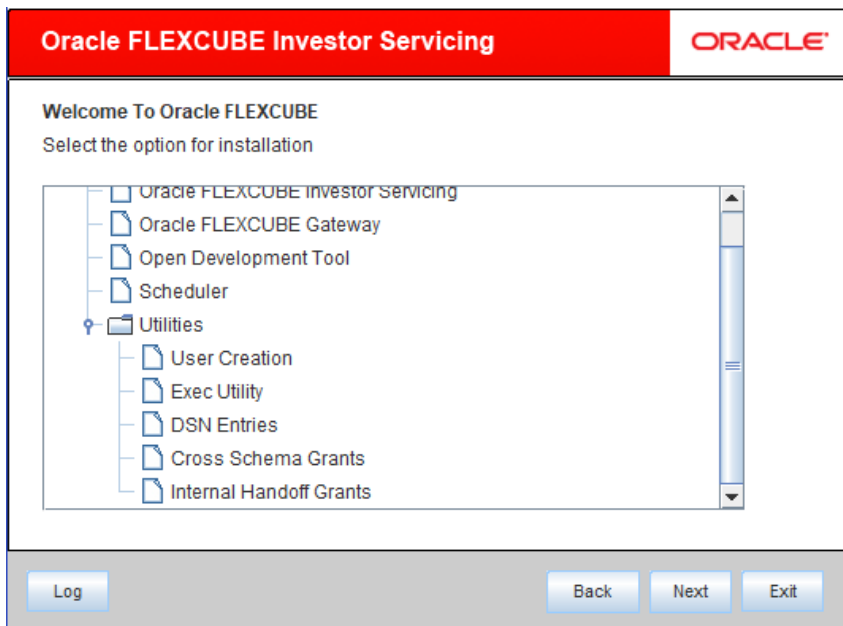 Oracle FLEXCUBE Investor Servicing
ORACLE
Welcome To Oracle FLEXCUBE
Select the option for installation
Oracle FLEXCUBE Investor Servicing
Oracle FLEXCUBE Gateway
Open Development Tool
Scheduler
Utilities
User Creation
Exec Utility
DSN Entries
Cross Schema Grants
Internal Handoff Grants
Log
Back
Next
Exit